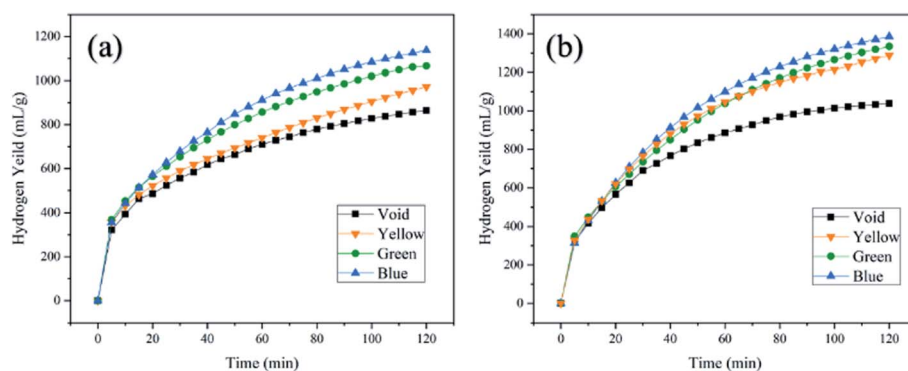 (a)
1200
1000
800
600
400
200
0
Hydrogen Yeild (mL/g)
Void
Yellow
Green
Blue
0 20 40 60 80 100 120
Time (min)
(b)
1400
1200
1000
800
600
400
200
0
Hydrogen Yeild (mL/g)
Void
Yellow
Green
Blue
0 20 40 60 80 100 120
Time (min)